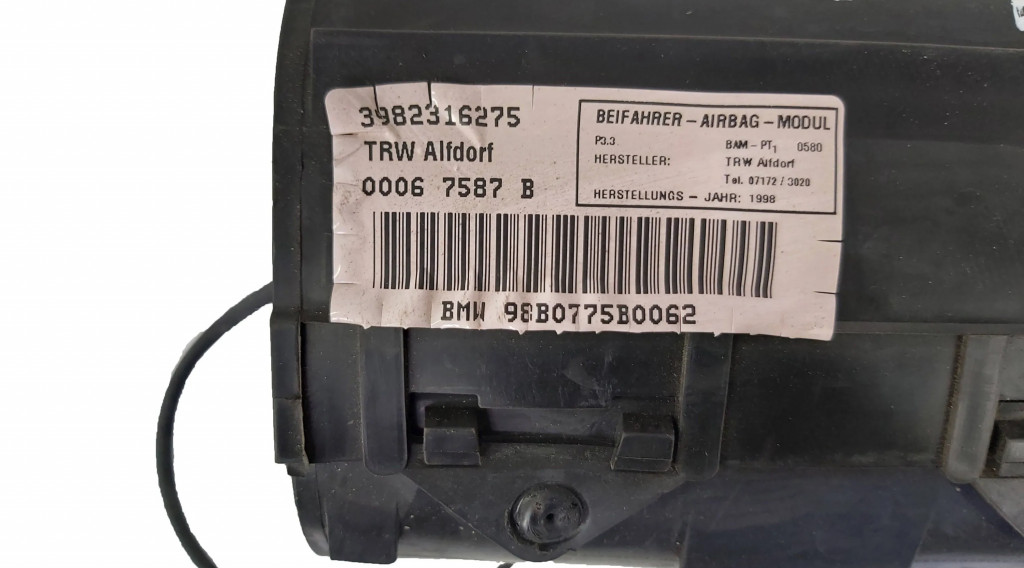 3982316275
TRW Alfdorf
0006 7587 B
BEIFAHRER – AIRBAG – MODUL
P3.3 BAM – PT1 0580
HERSTELLER: TRW Alfdorf
Tel. 07172 / 3020
HERSTELLUNGS – JAHR: 1998
BMW 98B0775B0062